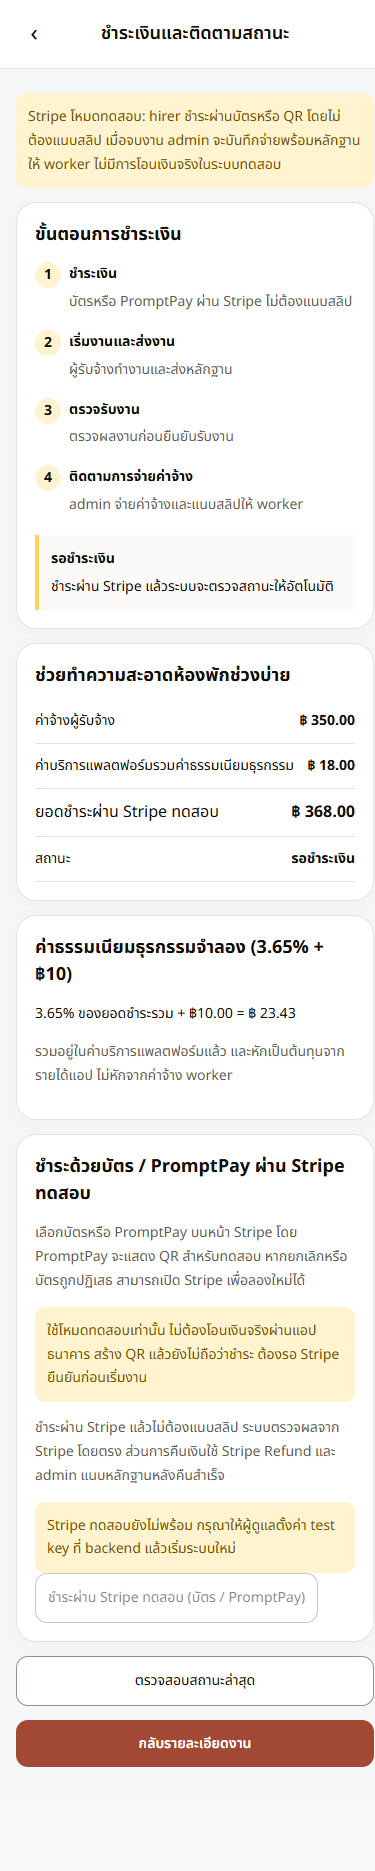 ‹
ชำระเงินและติดตามสถานะ
Stripe โหมดทดสอบ: hirer ชำระผ่านบัตรหรือ QR โดยไม่
ต้องแนบสลิป เมื่อจบงาน admin จะบันทึกจ่ายพร้อมหลักฐาน
ให้ worker ไม่มีการโอนเงินจริงในระบบทดสอบ
ขั้นตอนการชำระเงิน
1 ชำระเงิน
บัตรหรือ PromptPay ผ่าน Stripe ไม่ต้องแนบสลิป
2 เริ่มงานและส่งงาน
ผู้รับจ้างทำงานและส่งหลักฐาน
3 ตรวจรับงาน
ตรวจผลงานก่อนยืนยันรับงาน
4 ติดตามการจ่ายค่าจ้าง
admin จ่ายค่าจ้างและแนบสลิปให้ worker
รอชำระเงิน
ชำระผ่าน Stripe แล้วระบบจะตรวจสถานะให้อัตโนมัติ
ช่วยทำความสะอาดห้องพักช่วงบ่าย
ค่าจ้างผู้รับจ้าง ฿ 350.00
ค่าบริการแพลตฟอร์มรวมค่าธรรมเนียมธุรกรรม ฿ 18.00
ยอดชำระผ่าน Stripe ทดสอบ ฿ 368.00
สถานะ รอชำระเงิน
ค่าธรรมเนียมธุรกรรมจำลอง (3.65% +
฿10)
3.65% ของยอดชำระรวม + ฿10.00 = ฿ 23.43
รวมอยู่ในค่าบริการแพลตฟอร์มแล้ว และหักเป็นต้นทุนจาก
รายได้แอป ไม่หักจากค่าจ้าง worker
ชำระด้วยบัตร / PromptPay ผ่าน Stripe
ทดสอบ
เลือกบัตรหรือ PromptPay บนหน้า Stripe โดย
PromptPay จะแสดง QR สำหรับทดสอบ หากยกเลิกหรือ
บัตรถูกปฏิเสธ สามารถเปิด Stripe เพื่อลองใหม่ได้
ใช้โหมดทดสอบเท่านั้น ไม่ต้องโอนเงินจริงผ่านแอป
ธนาคาร สร้าง QR แล้วยังไม่ถือว่าชำระ ต้องรอ Stripe
ยืนยันก่อนเริ่มงาน
ชำระผ่าน Stripe แล้วไม่ต้องแนบสลิป ระบบตรวจผลจาก
Stripe โดยตรง ส่วนการคืนเงินใช้ Stripe Refund และ
admin แนบหลักฐานหลังคืนสำเร็จ
Stripe ทดสอบยังไม่พร้อม กรุณาให้ผู้ดูแลตั้งค่า test
key ที่ backend แล้วเริ่มระบบใหม่
ชำระผ่าน Stripe ทดสอบ (บัตร / PromptPay)
ตรวจสอบสถานะล่าสุด
กลับรายละเอียดงาน